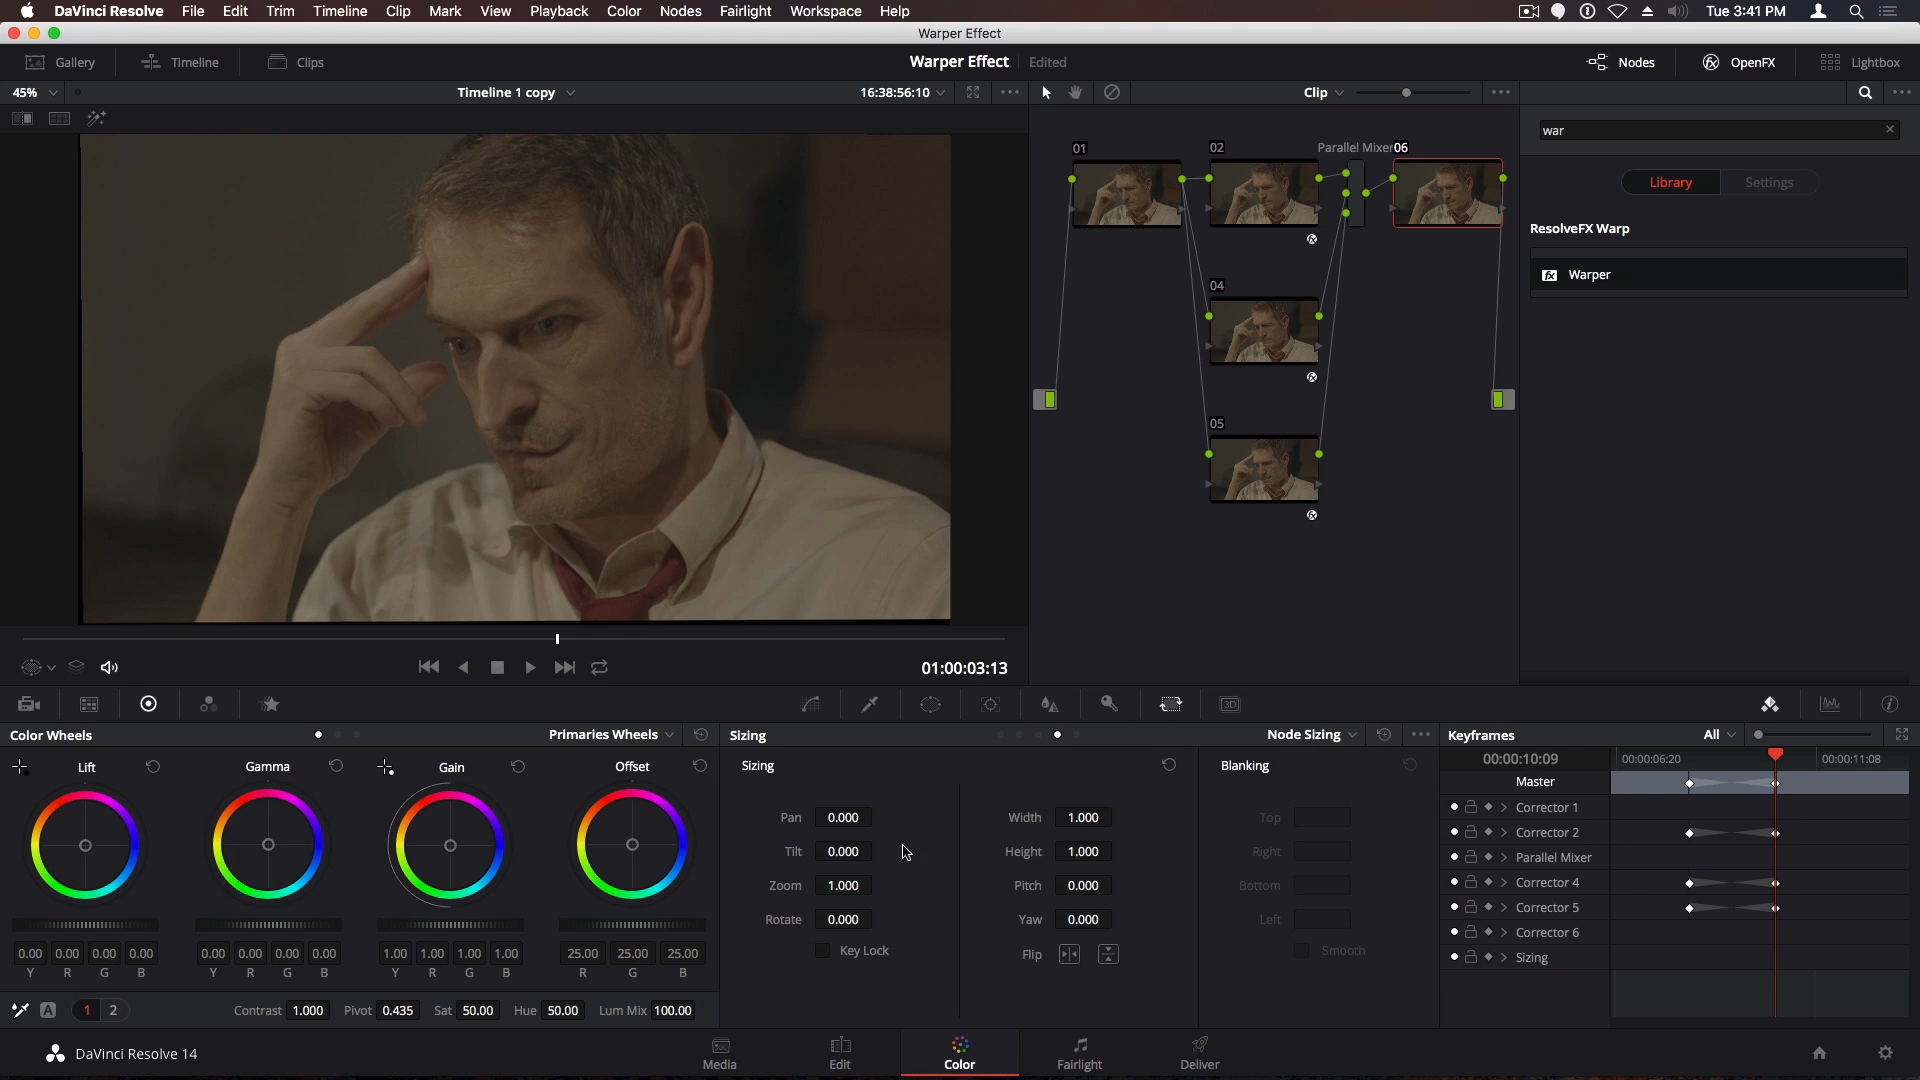 DaVinci Resolve File Edit Trim Timeline Clip Mark View Playback Color Nodes Fairlight Workspace Help Tue 3:41 PM
Warper Effect
Gallery Timeline Clips Warper Effect Edited Nodes OpenFX Lightbox
45% Timeline 1 copy 16:38:56:10 Clip
war
01 02 Parallel Mixer 06
Library Settings
ResolveFX Warp
Warper
04
05
01:00:03:13
Color Wheels Primaries Wheels Sizing Node Sizing Keyframes All
Lift Gamma Gain Offset Sizing Blanking 00:00:10:09 00:00:06:20 00:00:11:08
Master
Pan 0.000 Width 1.000 Top Corrector 1
Corrector 2
Tilt 0.000 Height 1.000 Right Parallel Mixer
Zoom 1.000 Pitch 0.000 Bottom Corrector 4
Rotate 0.000 Yaw 0.000 Left Corrector 5
Corrector 6
Key Lock Flip Smooth Sizing
0.00 0.00 0.00 0.00 0.00 0.00 0.00 0.00 1.00 1.00 1.00 1.00 25.00 25.00 25.00
Y R G B Y R G B Y R G B R G B
A 1 2 Contrast 1.000 Pivot 0.435 Sat 50.00 Hue 50.00 Lum Mix 100.00
DaVinci Resolve 14 Media Edit Color Fairlight Deliver